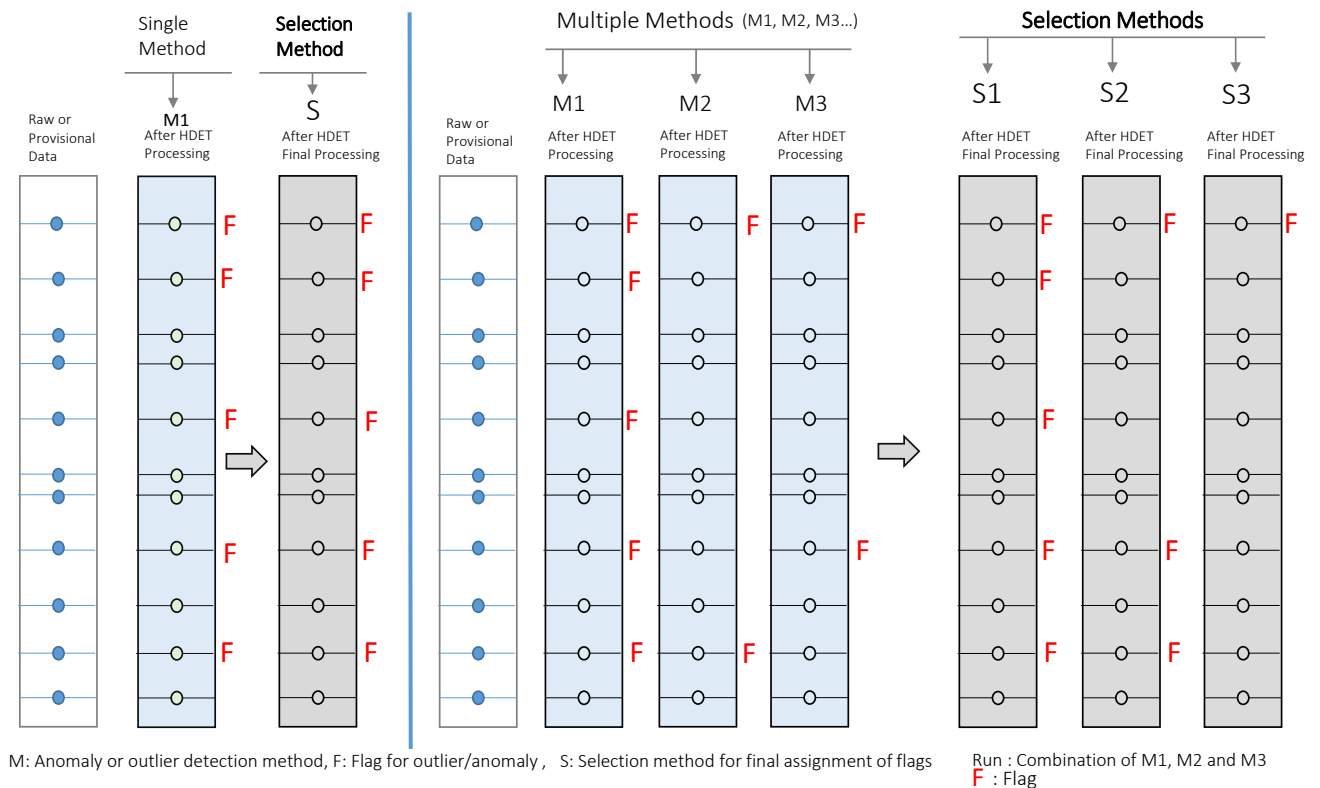 Single
Method
Selection
Method
M1
S
Raw or
Provisional
Data
After HDET
Processing
After HDET
Final Processing
F
F
F
F
F
F
F
F
F
F
Multiple Methods (M1, M2, M3…)
M1
M2
M3
Raw or
Provisional
Data
After HDET
Processing
After HDET
Processing
After HDET
Processing
F
F
F
F
F
F
F
F
F
Selection Methods
S1
S2
S3
After HDET
Final Processing
After HDET
Final Processing
After HDET
Final Processing
F
F
F
F
F
F
F
F
F
M: Anomaly or outlier detection method, F: Flag for outlier/anomaly , S: Selection method for final assignment of flags
Run : Combination of M1, M2 and M3
F : Flag